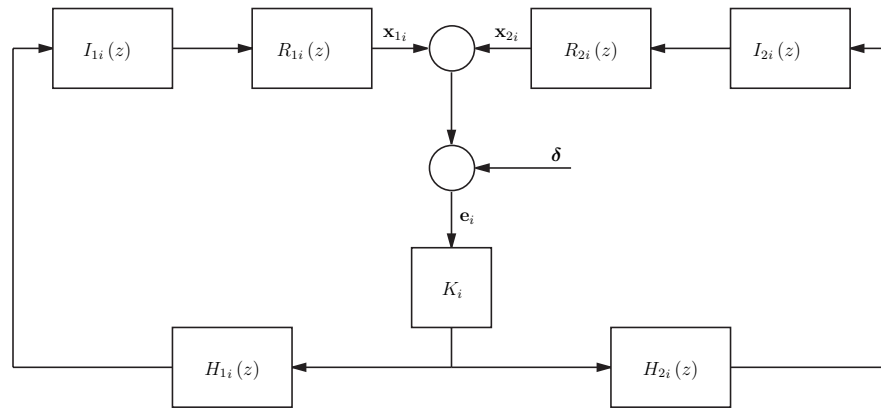 I₁ᵢ(z)
R₁ᵢ(z)
𝐱₁ᵢ
𝐱₂ᵢ
R₂ᵢ(z)
I₂ᵢ(z)
𝜹
𝐞ᵢ
Kᵢ
H₁ᵢ(z)
H₂ᵢ(z)